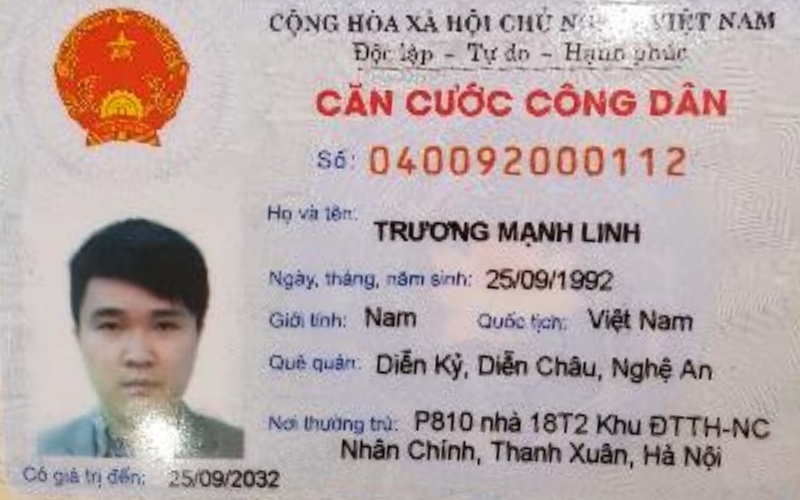 CỘNG HÒA XÃ HỘI CHỦ VIỆT NAM
Độc lập - Tự do - Hạnh phúc
CĂN CƯỚC CÔNG DÂN
Số: 040092000112
Họ và tên: TRƯƠNG MẠNH LINH
Ngày, tháng, năm sinh: 25/09/1992
Giới tính: Nam Quốc tịch: Việt Nam
Quê quán: Diễn Kỷ, Diễn Châu, Nghệ An
Nơi thường trú: P810 nhà 18T2 Khu ĐTTH-NC
Nhân Chính, Thanh Xuân, Hà Nội
Có giá trị đến: 25/09/2032